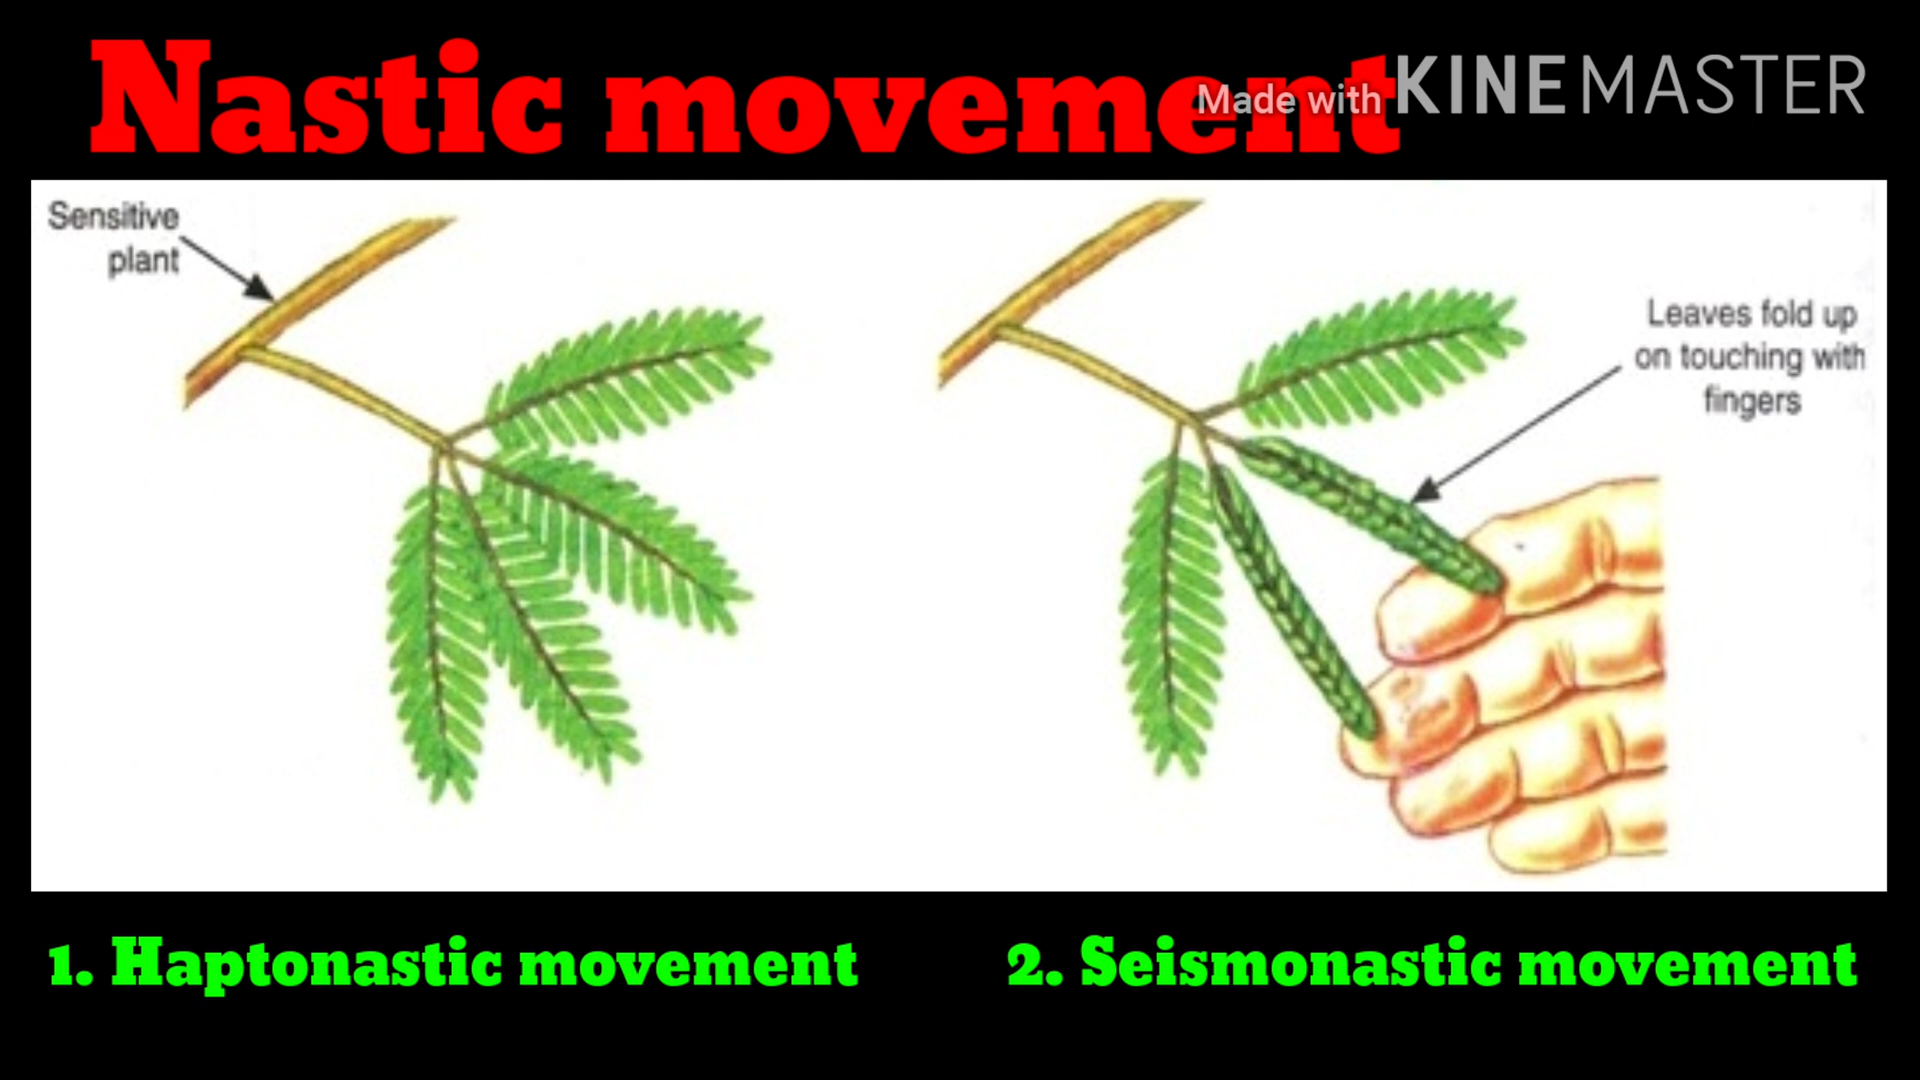 Nastic movement
Made with KINEMASTER
Sensitive
plant
Leaves fold up
on touching with
fingers
1. Haptonastic movement
2. Seismonastic movement